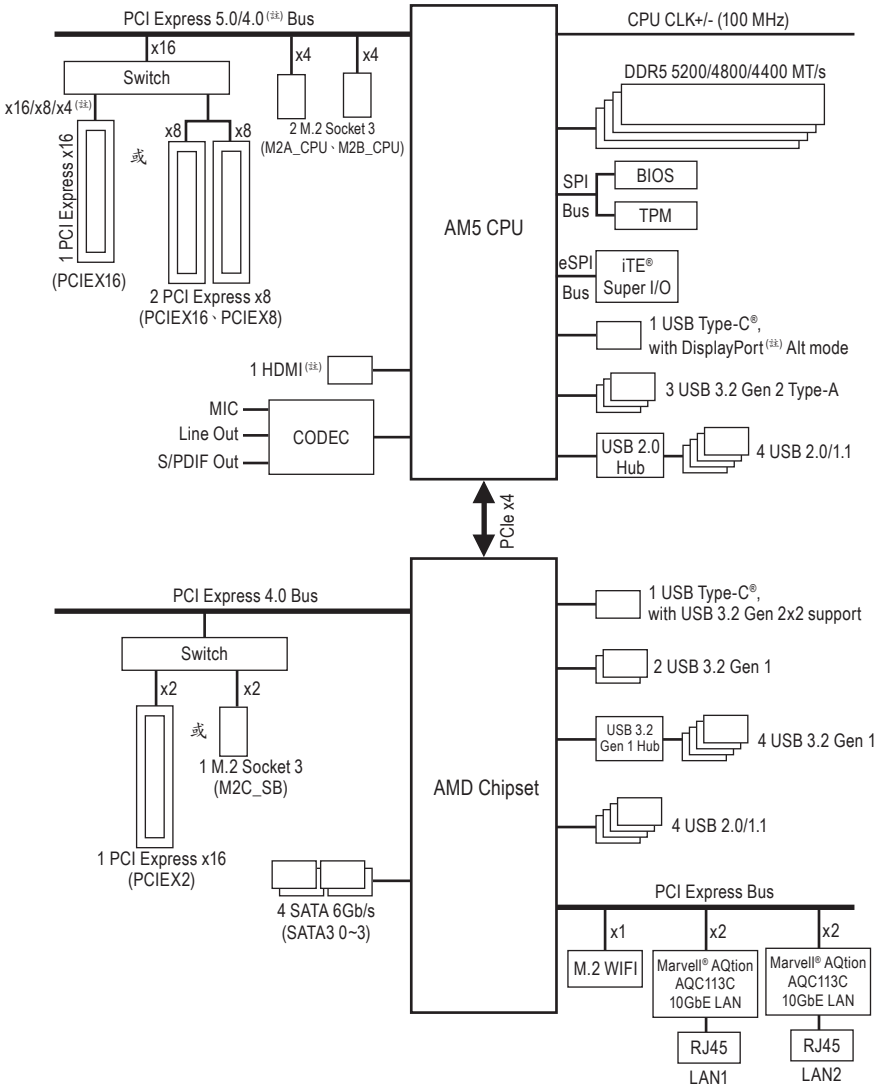 PCI Express 5.0/4.0 (註) Bus
x16
x4
x4
Switch
x16/x8/x4 (註)
1 PCI Express x16
(PCIEX16)
或
x8
x8
2 PCI Express x8
(PCIEX16、PCIEX8)
2 M.2 Socket 3
(M2A_CPU、M2B_CPU)
1 HDMI (註)
MIC
Line Out
S/PDIF Out
CODEC
AM5 CPU
CPU CLK+/- (100 MHz)
DDR5 5200/4800/4400 MT/s
SPI
Bus
BIOS
TPM
eSPI
Bus
iTE®
Super I/O
1 USB Type-C®,
with DisplayPort (註) Alt mode
3 USB 3.2 Gen 2 Type-A
USB 2.0
Hub
4 USB 2.0/1.1
PCIe x4
PCI Express 4.0 Bus
Switch
x2
x2
或
1 M.2 Socket 3
(M2C_SB)
1 PCI Express x16
(PCIEX2)
4 SATA 6Gb/s
(SATA3 0~3)
AMD Chipset
1 USB Type-C®,
with USB 3.2 Gen 2x2 support
2 USB 3.2 Gen 1
USB 3.2
Gen 1 Hub
4 USB 3.2 Gen 1
4 USB 2.0/1.1
PCI Express Bus
x1
x2
x2
M.2 WIFI
Marvell® AQtion
AQC113C
10GbE LAN
Marvell® AQtion
AQC113C
10GbE LAN
RJ45
LAN1
RJ45
LAN2